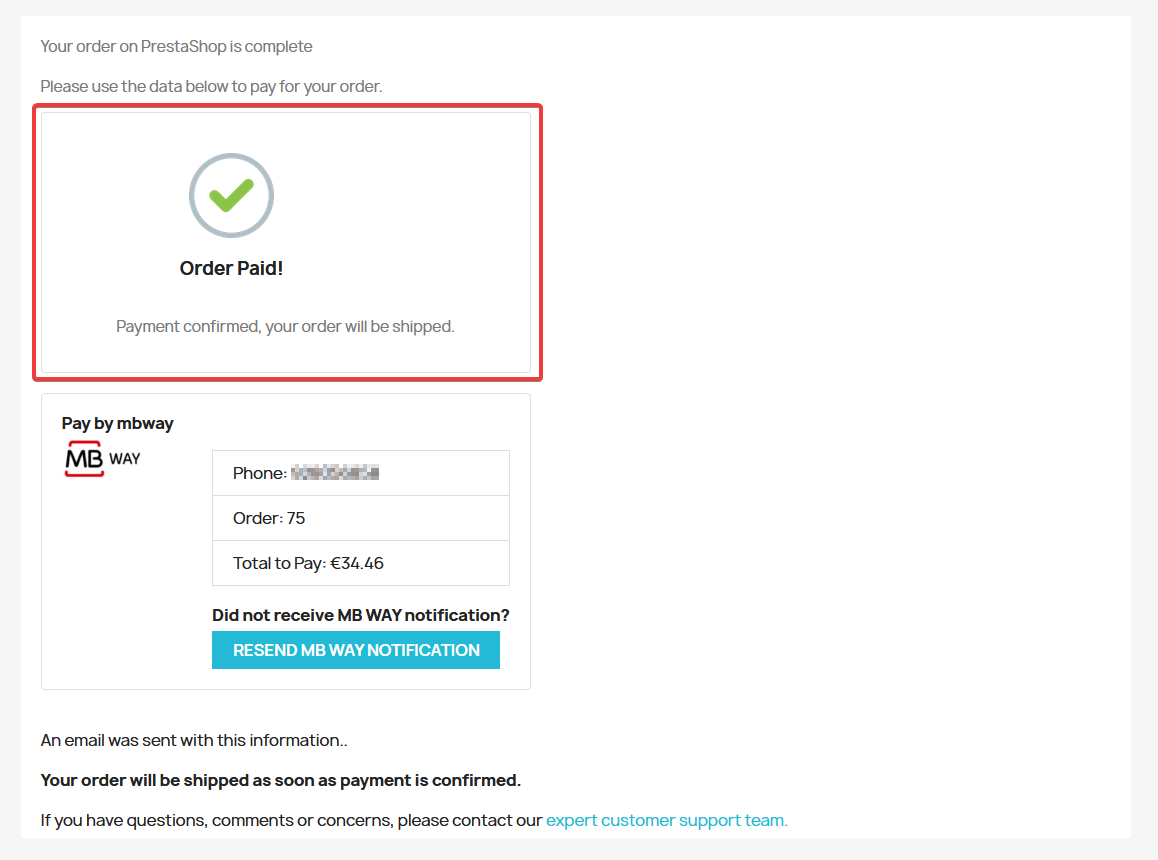 Your order on PrestaShop is complete
Please use the data below to pay for your order.
Order Paid!
Payment confirmed, your order will be shipped.
Pay by mbway
MB WAY
Phone:
Order: 75
Total to Pay: €34.46
Did not receive MB WAY notification?
RESEND MB WAY NOTIFICATION
An email was sent with this information..
Your order will be shipped as soon as payment is confirmed.
If you have questions, comments or concerns, please contact our expert customer support team.